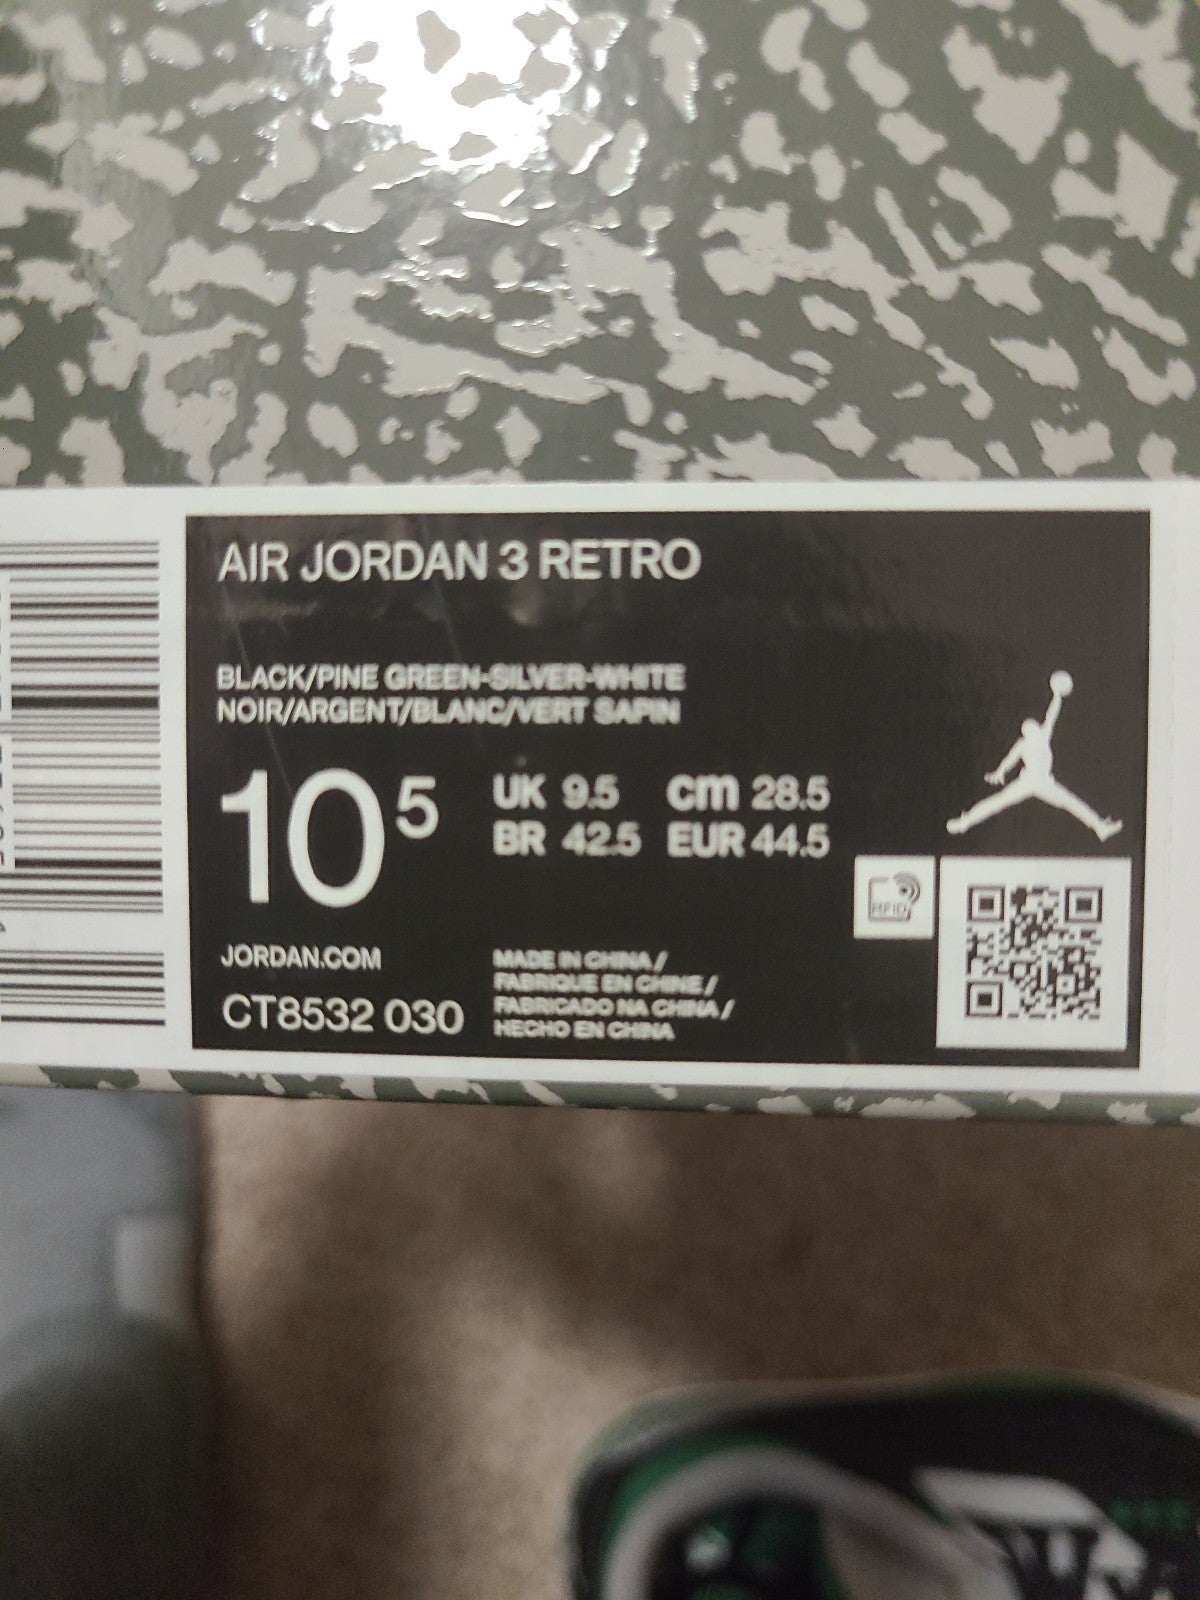 AIR JORDAN 3 RETRO
BLACK/PINE GREEN-SILVER-WHITE
NOIR/ARGENT/BLANC/VERT SAPIN
10 5
UK 9.5 cm 28.5
BR 42.5 EUR 44.5
RFID
JORDAN.COM
CT8532 030
MADE IN CHINA /
FABRIQUE EN CHINE /
FABRICADO NA CHINA /
HECHO EN CHINA